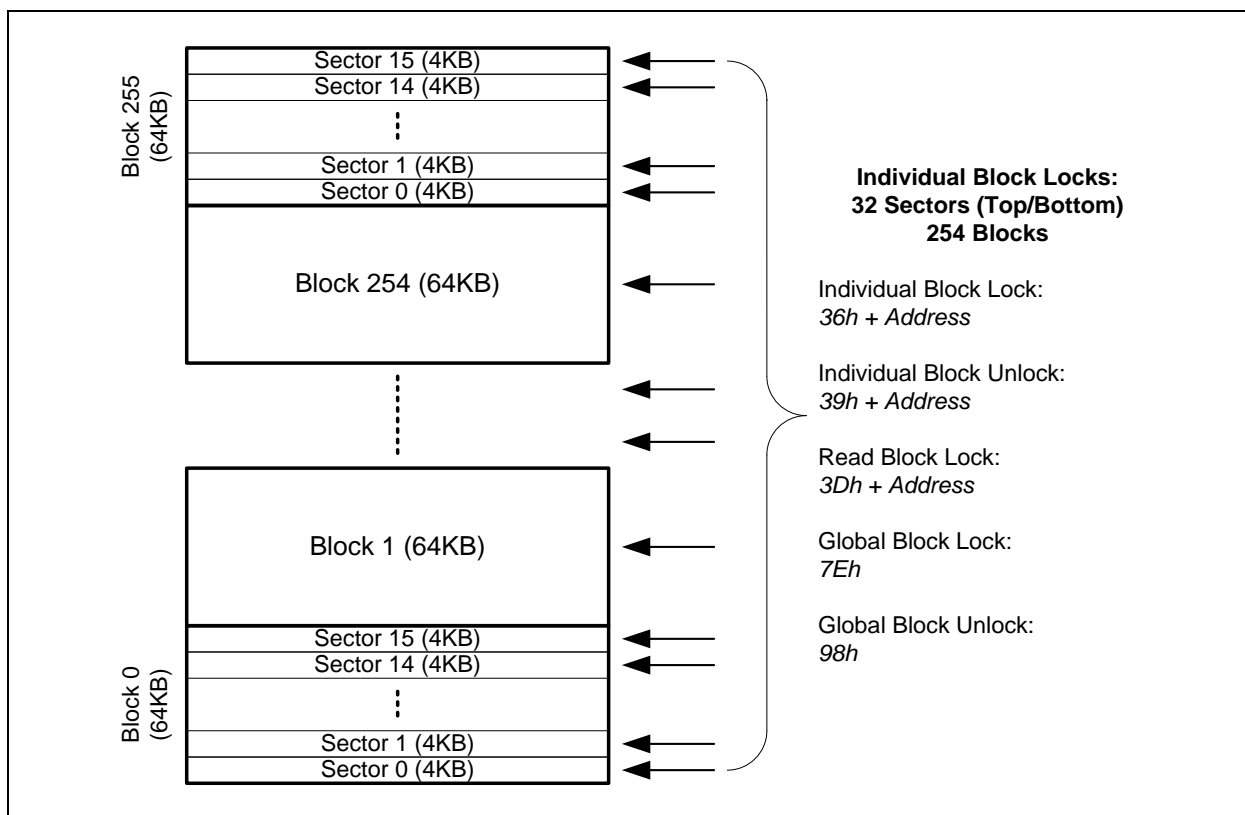 Block 255
(64KB)
Sector 15 (4KB)
Sector 14 (4KB)
Sector 1 (4KB)
Sector 0 (4KB)
Block 254 (64KB)
Block 1 (64KB)
Block 0
(64KB)
Sector 15 (4KB)
Sector 14 (4KB)
Sector 1 (4KB)
Sector 0 (4KB)
Individual Block Locks:
32 Sectors (Top/Bottom)
254 Blocks
Individual Block Lock:
36h + Address
Individual Block Unlock:
39h + Address
Read Block Lock:
3Dh + Address
Global Block Lock:
7Eh
Global Block Unlock:
98h